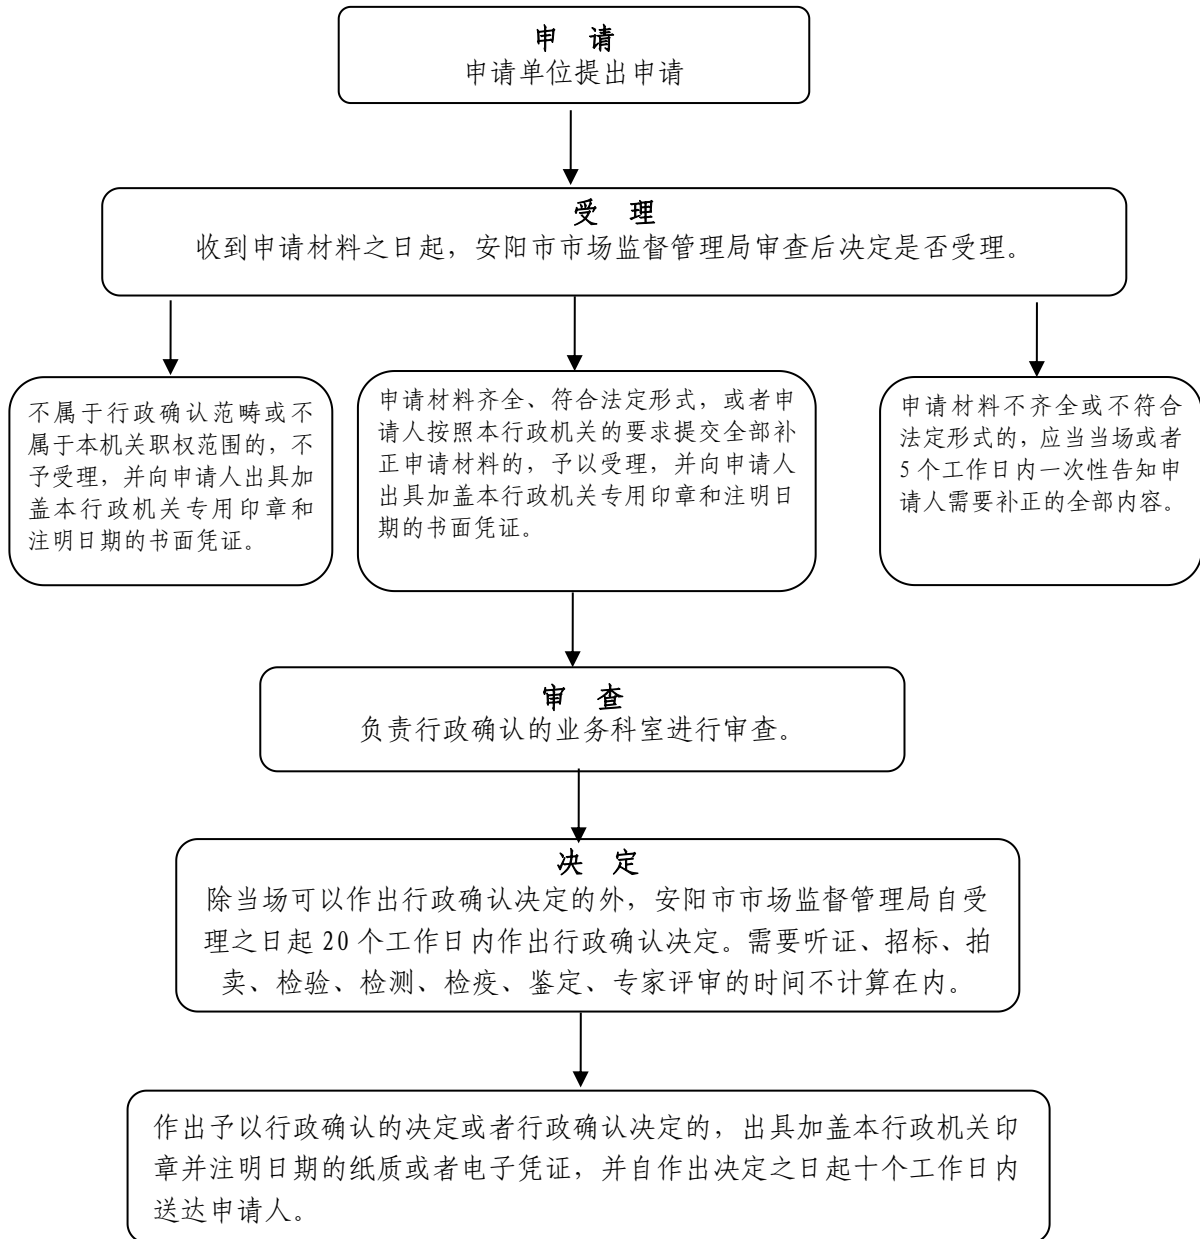 申 请
申请单位提出申请
受 理
收到申请材料之日起，安阳市市场监督管理局审查后决定是否受理。
不属于行政确认范畴或不
属于本机关职权范围的，不
予受理，并向申请人出具加
盖本行政机关专用印章和
注明日期的书面凭证。
申请材料齐全、符合法定形式，或者申
请人按照本行政机关的要求提交全部补
正申请材料的，予以受理，并向申请人
出具加盖本行政机关专用印章和注明日
期的书面凭证。
申请材料不齐全或不符合
法定形式的，应当当场或者
5 个工作日内一次性告知申
请人需要补正的全部内容。
审 查
负责行政确认的业务科室进行审查。
决 定
除当场可以作出行政确认决定的外，安阳市市场监督管理局自受
理之日起 20 个工作日内作出行政确认决定。需要听证、招标、拍
卖、检验、检测、检疫、鉴定、专家评审的时间不计算在内。
作出予以行政确认的决定或者行政确认决定的，出具加盖本行政机关印
章并注明日期的纸质或者电子凭证，并自作出决定之日起十个工作日内
送达申请人。